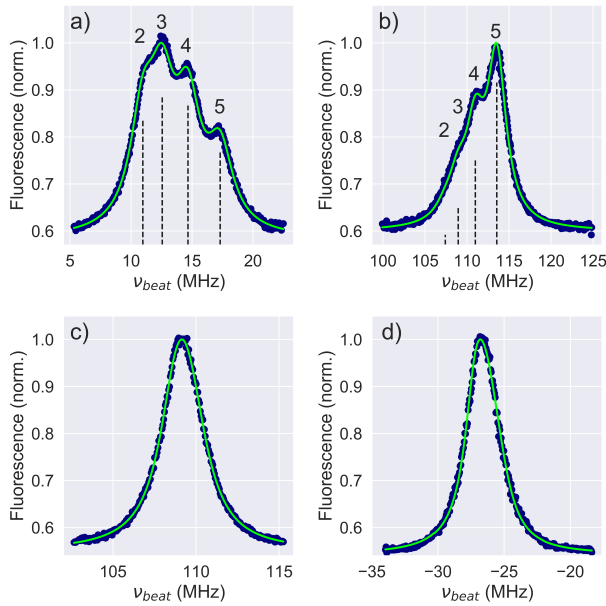 a)
2 3 4 5
Fluorescence (norm.)
1.0
0.9
0.8
0.7
0.6
5 10 15 20
ν_beat (MHz)
b)
2 3 4 5
Fluorescence (norm.)
1.0
0.9
0.8
0.7
0.6
100 105 110 115 120 125
ν_beat (MHz)
c)
Fluorescence (norm.)
1.0
0.9
0.8
0.7
0.6
105 110 115
ν_beat (MHz)
d)
Fluorescence (norm.)
1.0
0.9
0.8
0.7
0.6
−35 −30 −25 −20
ν_beat (MHz)